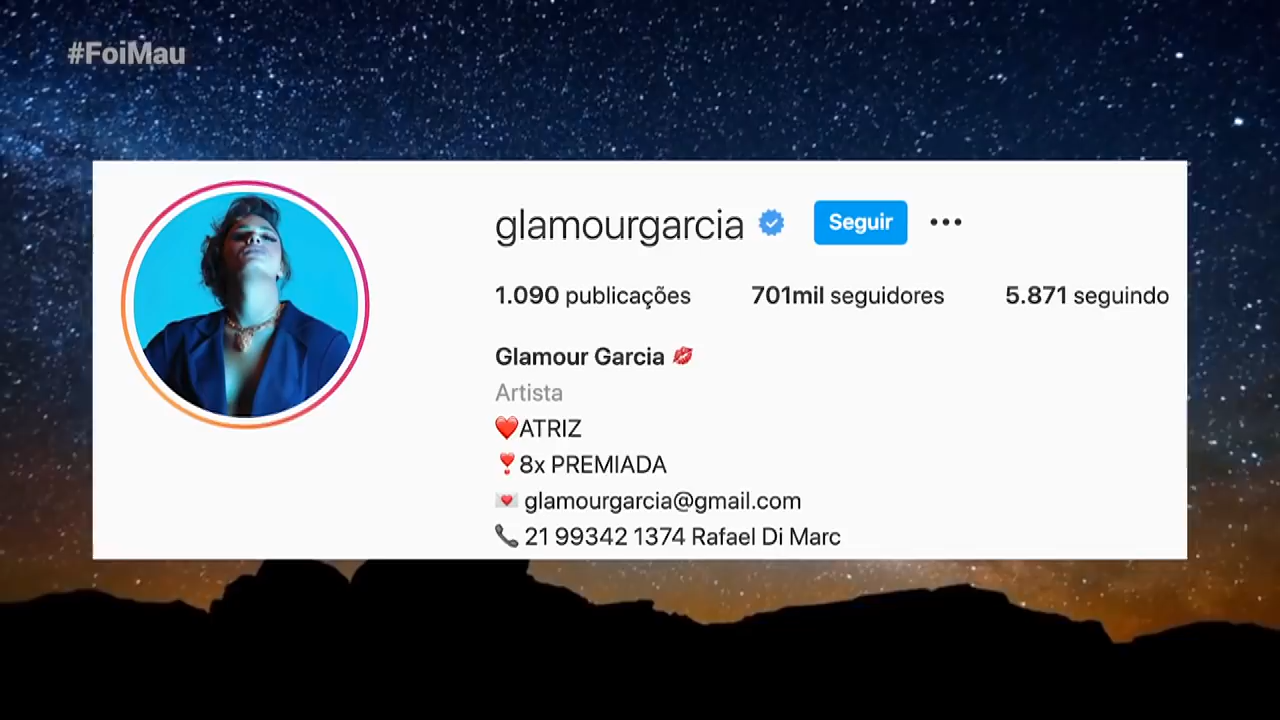 #FoiMau
glamourgarcia Seguir
1.090 publicações 701mil seguidores 5.871 seguindo
Glamour Garcia 💋
Artista
❤️ATRIZ
❣️8x PREMIADA
💌 glamourgarcia@gmail.com
📞 21 99342 1374 Rafael Di Marc